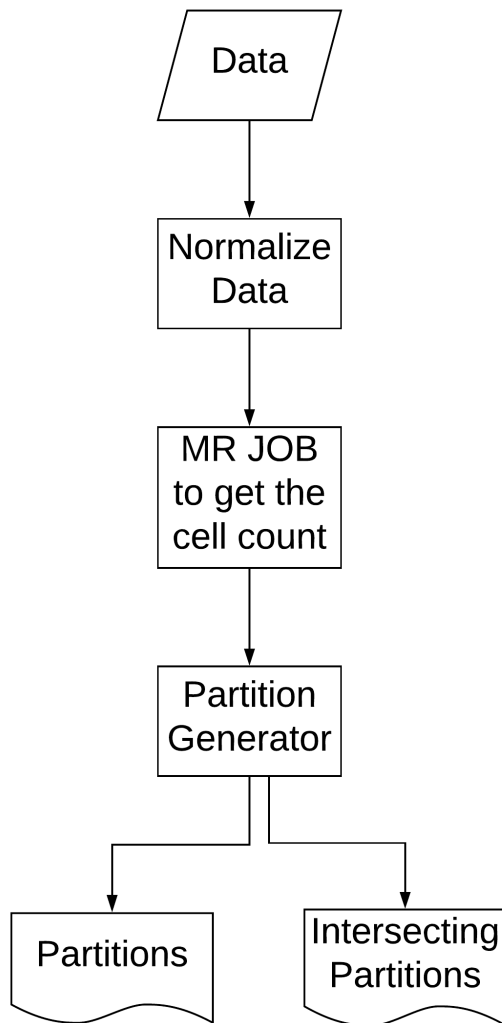 Data
Normalize
Data
MR JOB
to get the
cell count
Partition
Generator
Partitions
Intersecting
Partitions